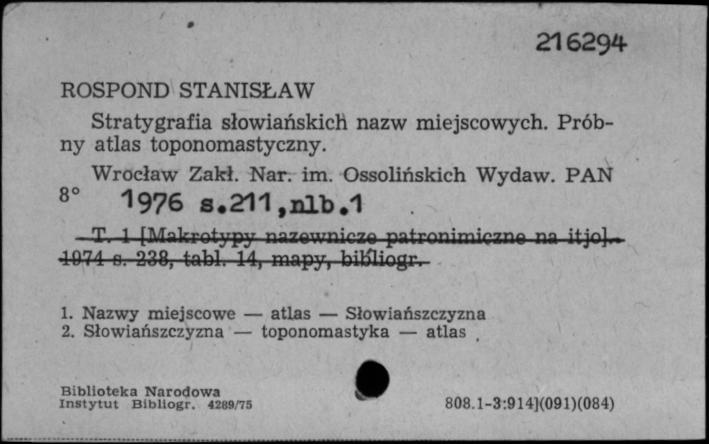 216294
ROSPOND STANISŁAW
Stratygrafia słowiańskich nazw miejscowych. Prób-
ny atlas toponomastyczny.
Wrocław Zakł. Nar. im. Ossolińskich Wydaw. PAN
8° 1976 s.211,nlb.1
T. 1 [Makrotypy nazewnicze patronimiczne na itjo].
1974 s. 238, tabl. 14, mapy, bibliogr.
1. Nazwy miejscowe — atlas — Słowiańszczyzna
2. Słowiańszczyzna — toponomastyka — atlas
Biblioteka Narodowa
Instytut Bibliogr. 4289/75
808.1-3:914](091)(084)